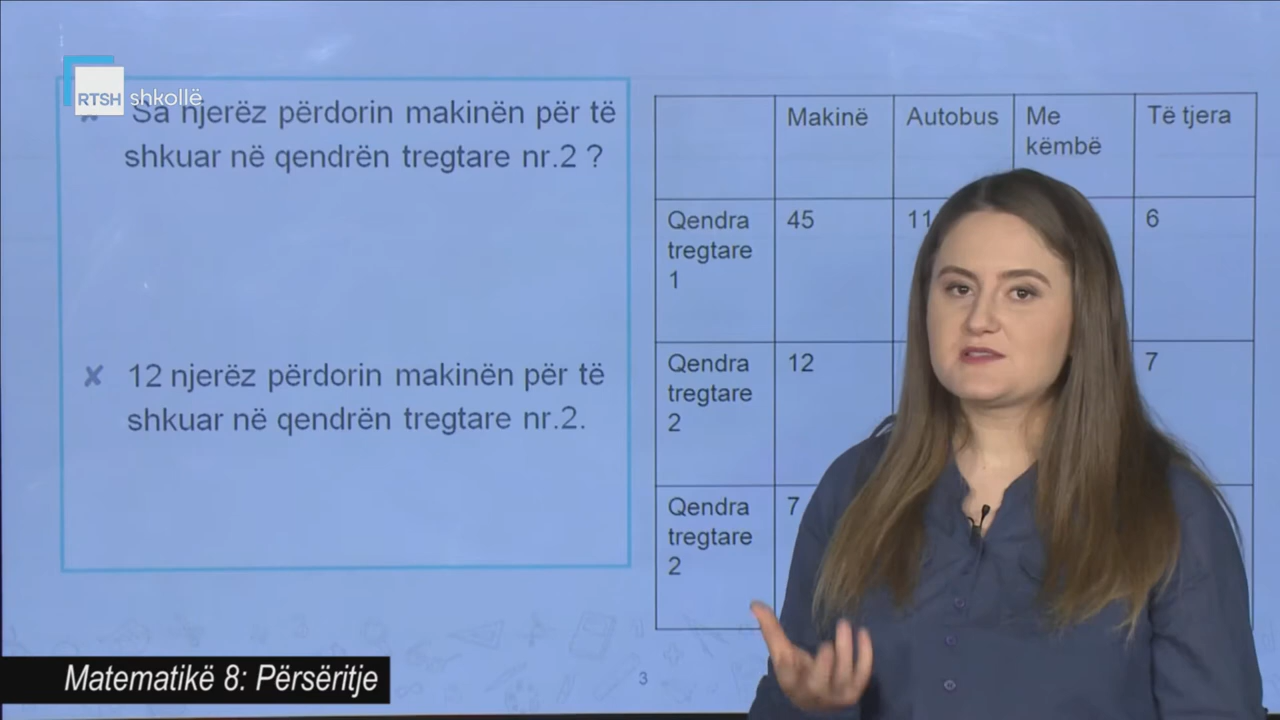 RTSH shkollë
Sa njerëz përdorin makinën për të
shkuar në qendrën tregtare nr.2 ?
12 njerëz përdorin makinën për të
shkuar në qendrën tregtare nr.2.
Makinë Autobus Me këmbë Të tjera
Qendra tregtare 1 45 11 6
Qendra tregtare 2 12 7
Qendra tregtare 2 7
3
Matematikë 8: Përsëritje